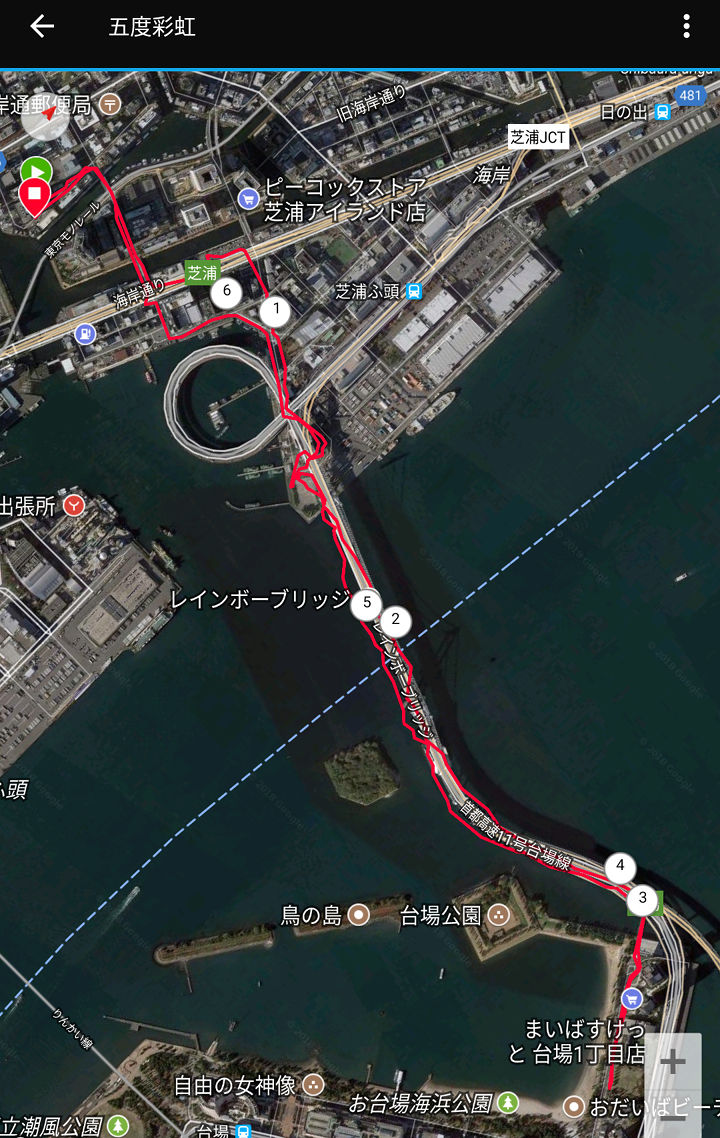 五度彩虹
岸通郵便局
旧海岸通り
481
日の出
芝浦JCT
海岸
ピーコックストア
芝浦アイランド店
東京モノレール
芝浦
海岸通り
6
1
芝浦ふ頭
出張所
レインボーブリッジ
5
2
レインボーブリッジ
ふ頭
首都高速11号台場線
4
3
鳥の島
台場公園
りんかい線
まいばすけっ
と 台場1丁目店
+
自由の女神像
お台場海浜公園
おだいばビーチ
立潮風公園
台場